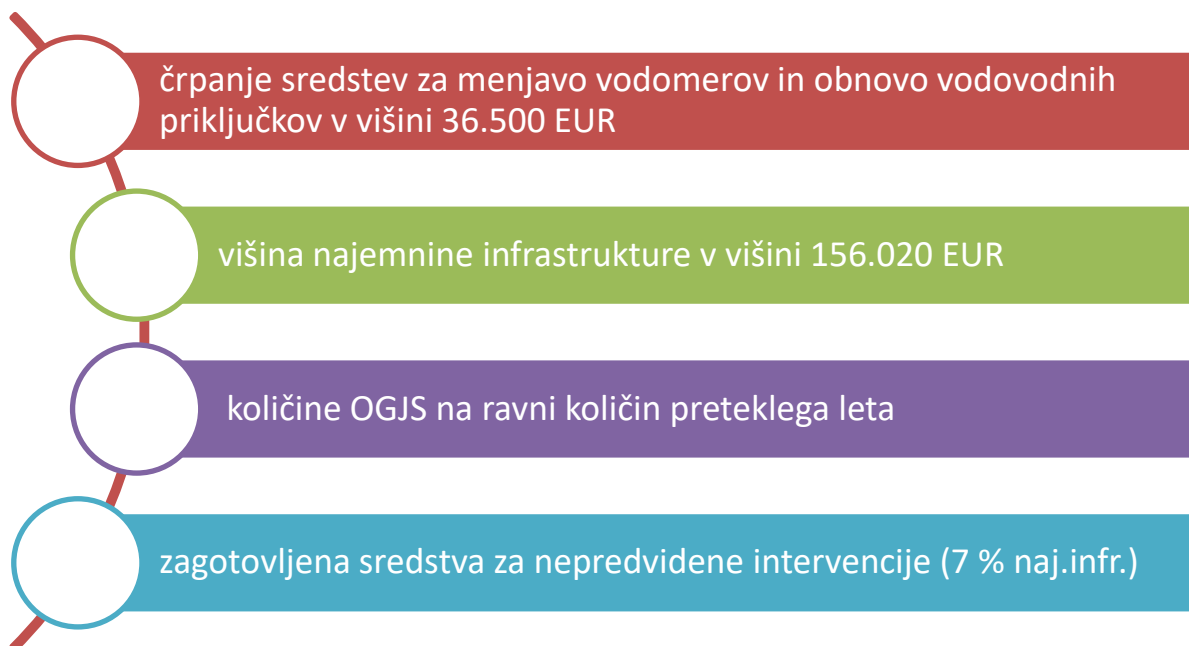 črpanje sredstev za menjavo vodomerov in obnovo vodovodnih
priključkov v višini 36.500 EUR
višina najemnine infrastrukture v višini 156.020 EUR
količine OGJS na ravni količin preteklega leta
zagotovljena sredstva za nepredvidene intervencije (7 % naj.infr.)